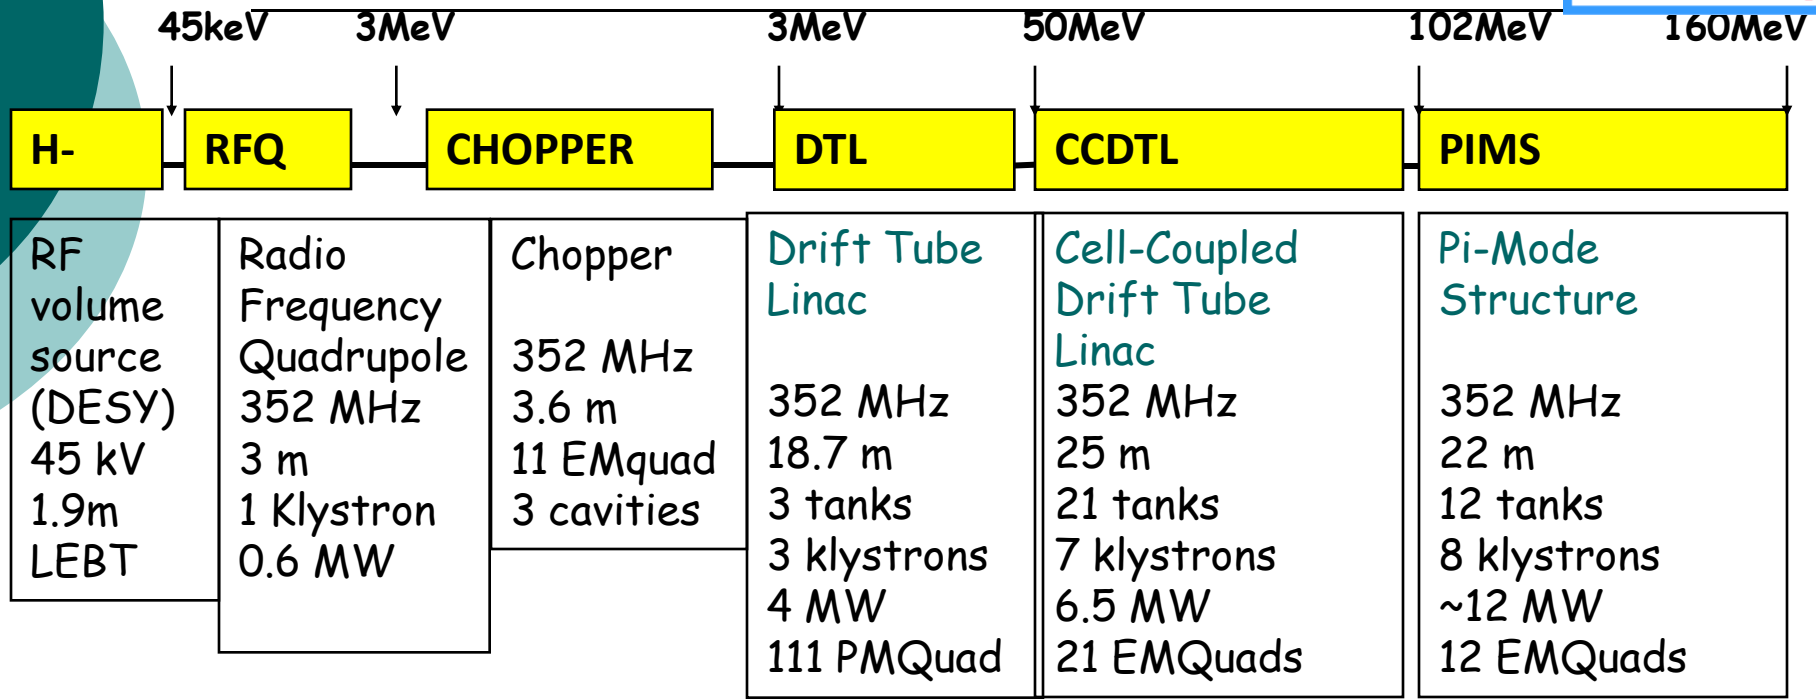 45keV 3MeV 3MeV 50MeV 102MeV 160MeV
H- RFQ CHOPPER DTL CCDTL PIMS
RF
volume
source
(DESY)
45 kV
1.9m
LEBT
Radio
Frequency
Quadrupole
352 MHz
3 m
1 Klystron
0.6 MW
Chopper
352 MHz
3.6 m
11 EMquad
3 cavities
Drift Tube
Linac
352 MHz
18.7 m
3 tanks
3 klystrons
4 MW
111 PMQuad
Cell-Coupled
Drift Tube
Linac
352 MHz
25 m
21 tanks
7 klystrons
6.5 MW
21 EMQuads
Pi-Mode
Structure
352 MHz
22 m
12 tanks
8 klystrons
~12 MW
12 EMQuads